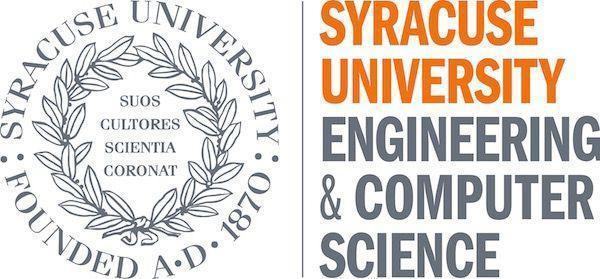 SYRACUSE UNIVERSITY
FOUNDED A·D·1870
SUOS
CULTORES
SCIENTIA
CORONAT
SYRACUSE
UNIVERSITY
ENGINEERING
& COMPUTER
SCIENCE